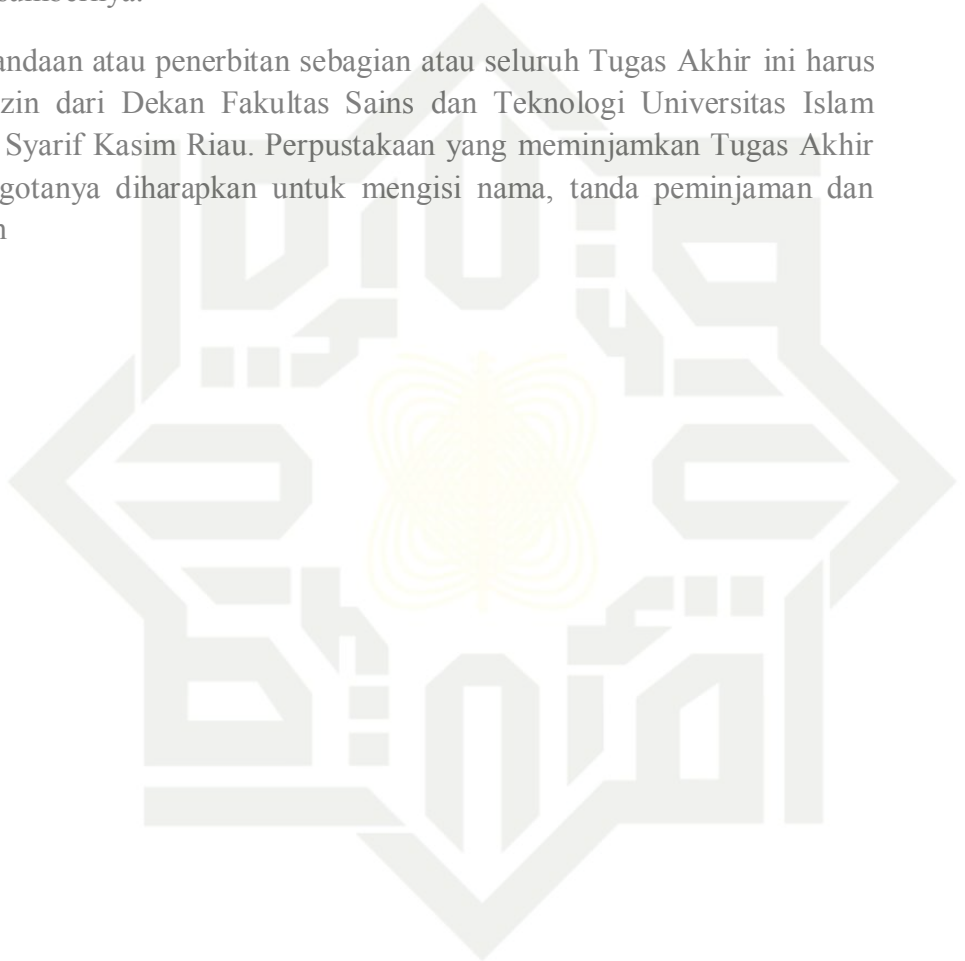 andaan atau penerbitan sebagian atau seluruh Tugas Akhir ini harus
zin dari Dekan Fakultas Sains dan Teknologi Universitas Islam
Syarif Kasim Riau. Perpustakaan yang meminjamkan Tugas Akhir
gotanya diharapkan untuk mengisi nama, tanda peminjaman dan